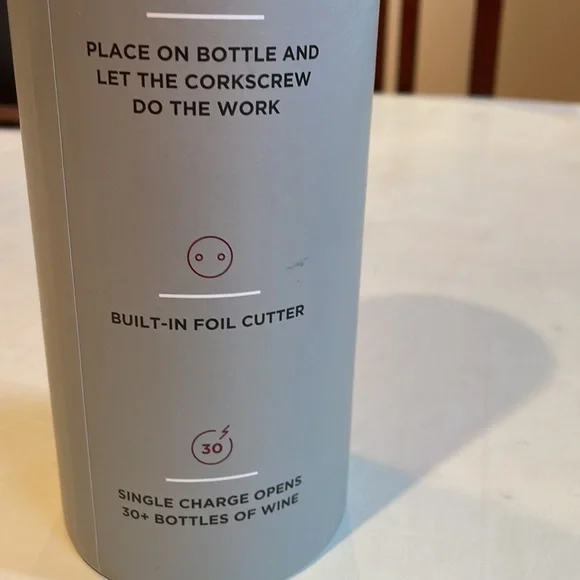 PLACE ON BOTTLE AND
LET THE CORKSCREW
DO THE WORK
BUILT-IN FOIL CUTTER
30
SINGLE CHARGE OPENS
30+ BOTTLES OF WINE